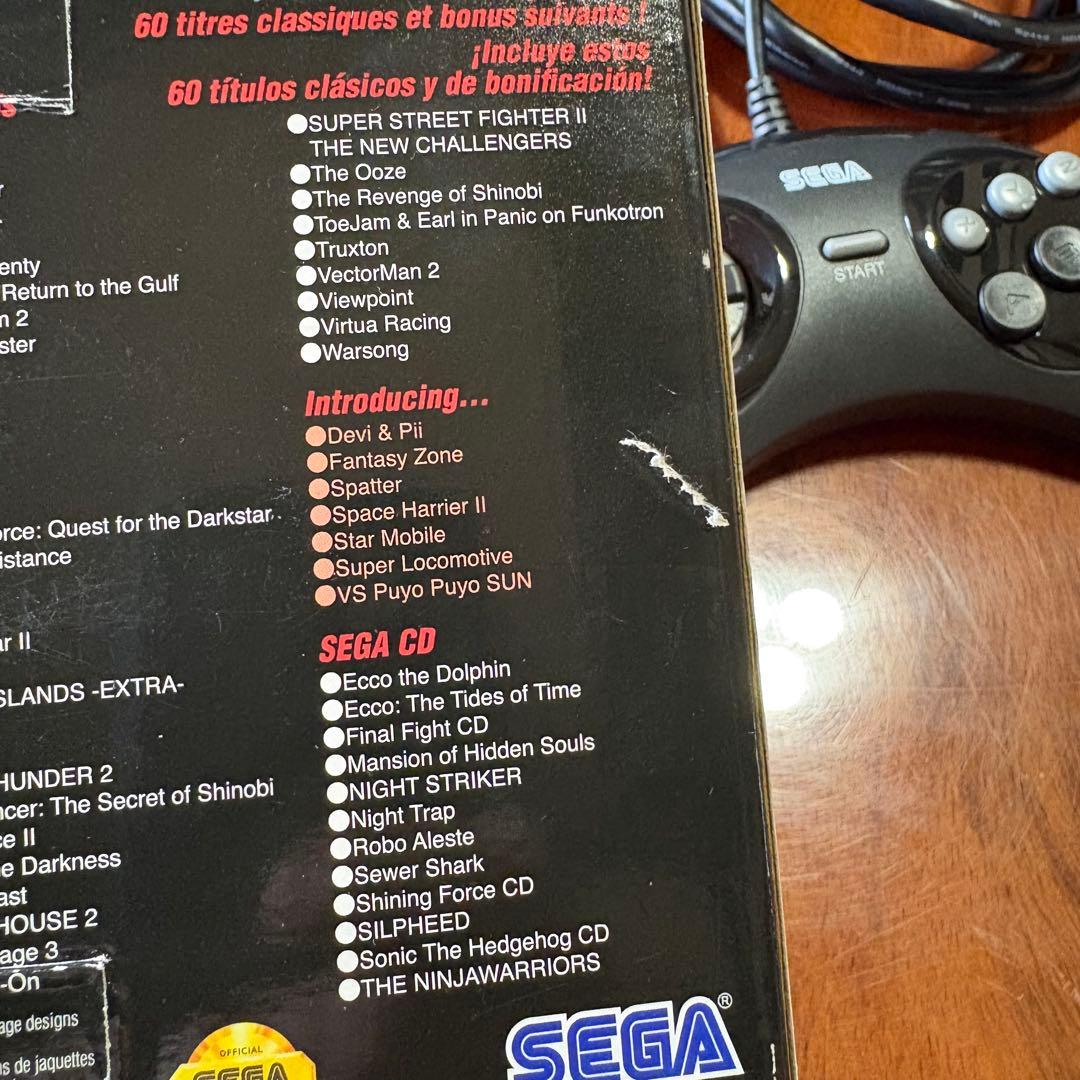 60 titres classiques et bonus suivants !
¡Incluye estos
60 títulos clásicos y de bonificación!
SUPER STREET FIGHTER II
THE NEW CHALLENGERS
The Ooze
The Revenge of Shinobi
ToeJam & Earl in Panic on Funkotron
Truxton
VectorMan 2
Viewpoint
Virtua Racing
Warsong
Introducing...
Devi & Pii
Fantasy Zone
Spatter
Space Harrier II
Star Mobile
Super Locomotive
VS Puyo Puyo SUN
SEGA CD
Ecco the Dolphin
Ecco: The Tides of Time
Final Fight CD
Mansion of Hidden Souls
NIGHT STRIKER
Night Trap
Robo Aleste
Sewer Shark
Shining Force CD
SILPHEED
Sonic The Hedgehog CD
THE NINJAWARRIORS
enty
Return to the Gulf
2
ster
orce: Quest for the Darkstar
istance
ar II
SLANDS -EXTRA-
HUNDER 2
ncer: The Secret of Shinobi
ce II
e Darkness
ast
HOUSE 2
age 3
-On
age designs
s de jaquettes
OFFICIAL
SEGA
SEGA®
SEGA
START
A